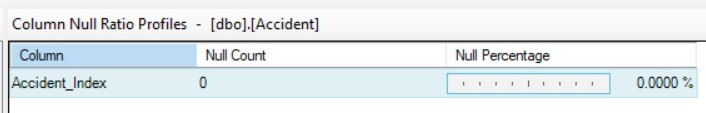 Column Null Ratio Profiles - [dbo].[Accident]
Column Null Count Null Percentage
Accident_Index 0 0.0000 %